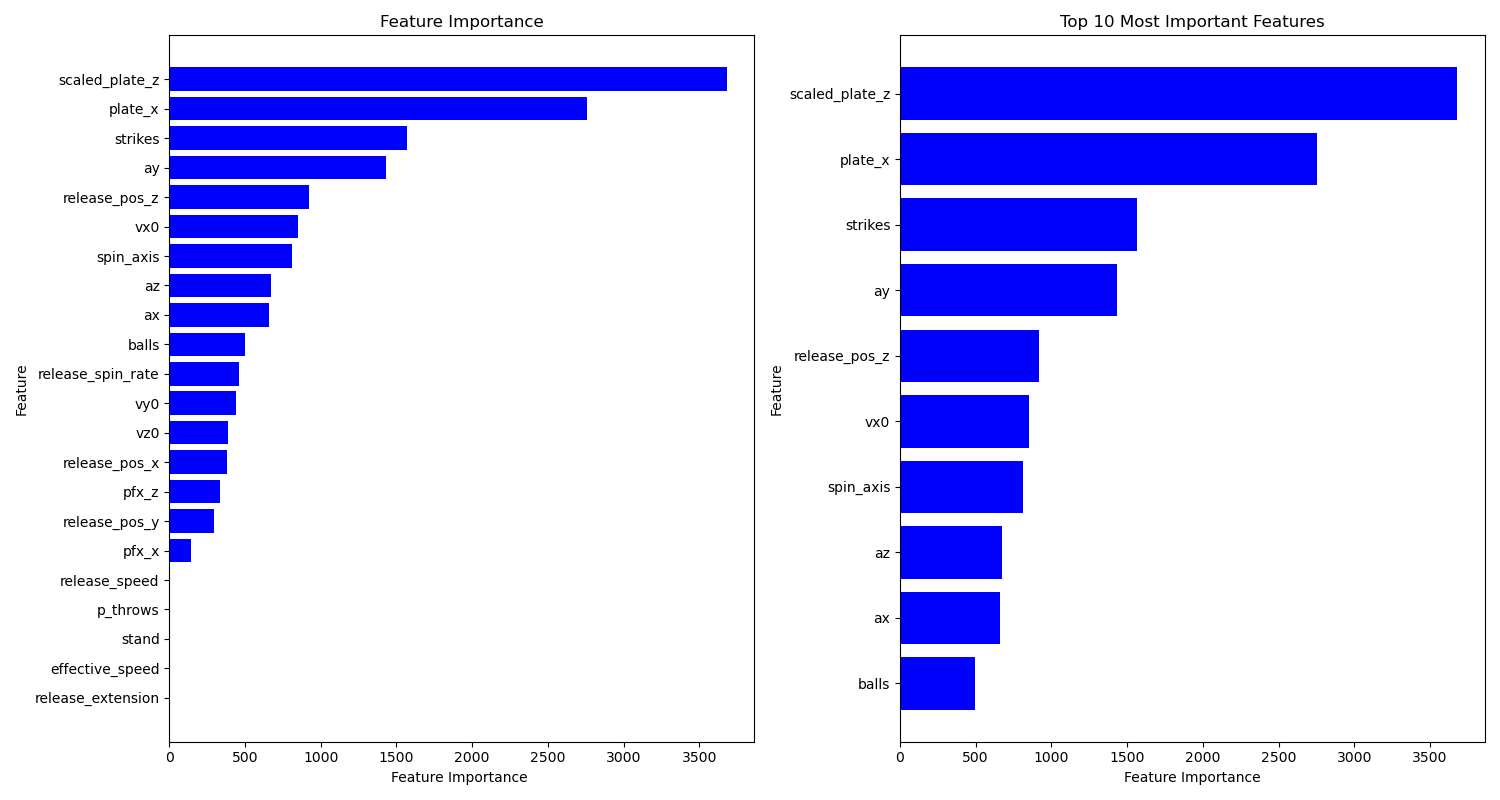 Feature Importance
scaled_plate_z
plate_x
strikes
ay
release_pos_z
vx0
spin_axis
az
ax
balls
release_spin_rate
vy0
vz0
release_pos_x
pfx_z
release_pos_y
pfx_x
release_speed
p_throws
stand
effective_speed
release_extension
Feature
0 500 1000 1500 2000 2500 3000 3500
Feature Importance
Top 10 Most Important Features
scaled_plate_z
plate_x
strikes
ay
release_pos_z
vx0
spin_axis
az
ax
balls
Feature
0 500 1000 1500 2000 2500 3000 3500
Feature Importance